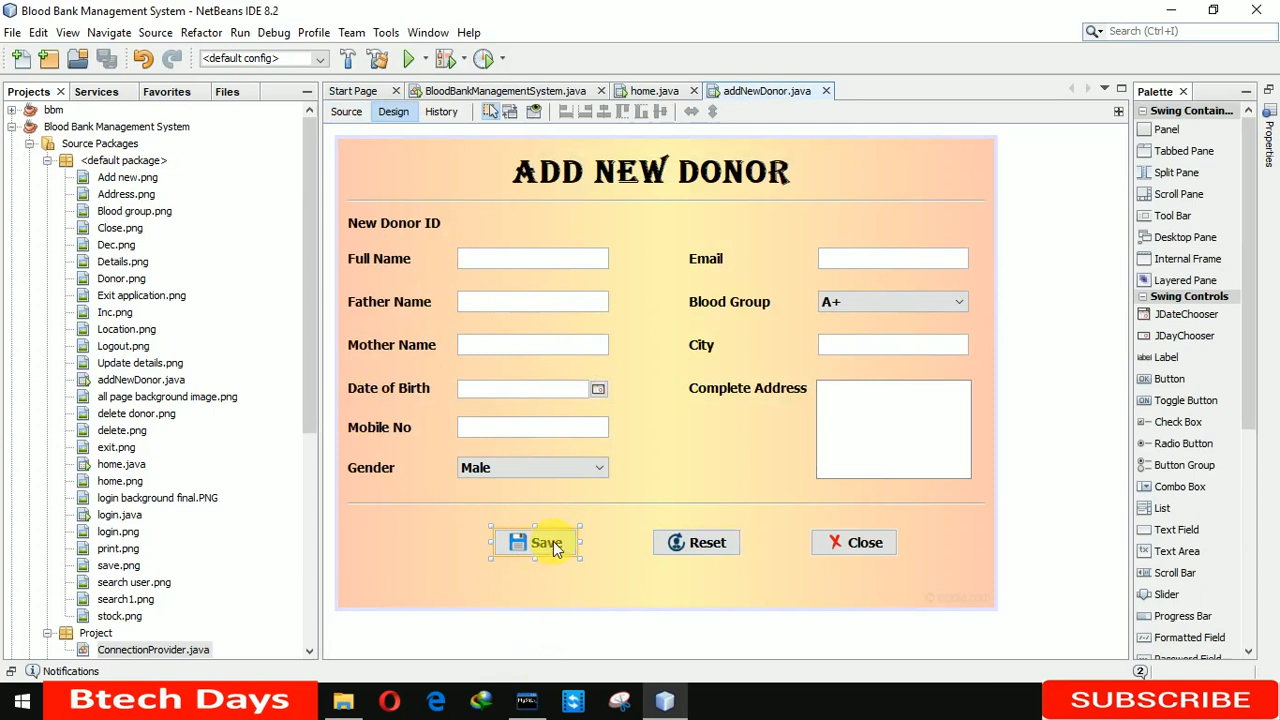 Blood Bank Management System - NetBeans IDE 8.2
File Edit View Navigate Source Refactor Run Debug Profile Team Tools Window Help
Search (Ctrl+I)
<default config>
Projects Services Favorites Files
Start Page BloodBankManagementSystem.java home.java addNewDonor.java
Palette
Source Design History
bbm
Blood Bank Management System
Source Packages
<default package>
Add new.png
Address.png
Blood group.png
Close.png
Dec.png
Details.png
Donor.png
Exit application.png
Inc.png
Location.png
Logout.png
Update details.png
addNewDonor.java
all page background image.png
delete donor.png
delete.png
exit.png
home.java
home.png
login background final.PNG
login.java
login.png
print.png
save.png
search user.png
search1.png
stock.png
Project
ConnectionProvider.java
ADD NEW DONOR
New Donor ID
Full Name
Father Name
Mother Name
Date of Birth
Mobile No
Gender Male
Email
Blood Group A+
City
Complete Address
Save Reset Close
Swing Contain...
Panel
Tabbed Pane
Split Pane
Scroll Pane
Tool Bar
Desktop Pane
Internal Frame
Layered Pane
Swing Controls
JDateChooser
JDayChooser
Label
Button
Toggle Button
Check Box
Radio Button
Button Group
Combo Box
List
Text Field
Text Area
Scroll Bar
Slider
Progress Bar
Formatted Field
Password Field
Properties
Notifications
2
Btech Days
SUBSCRIBE